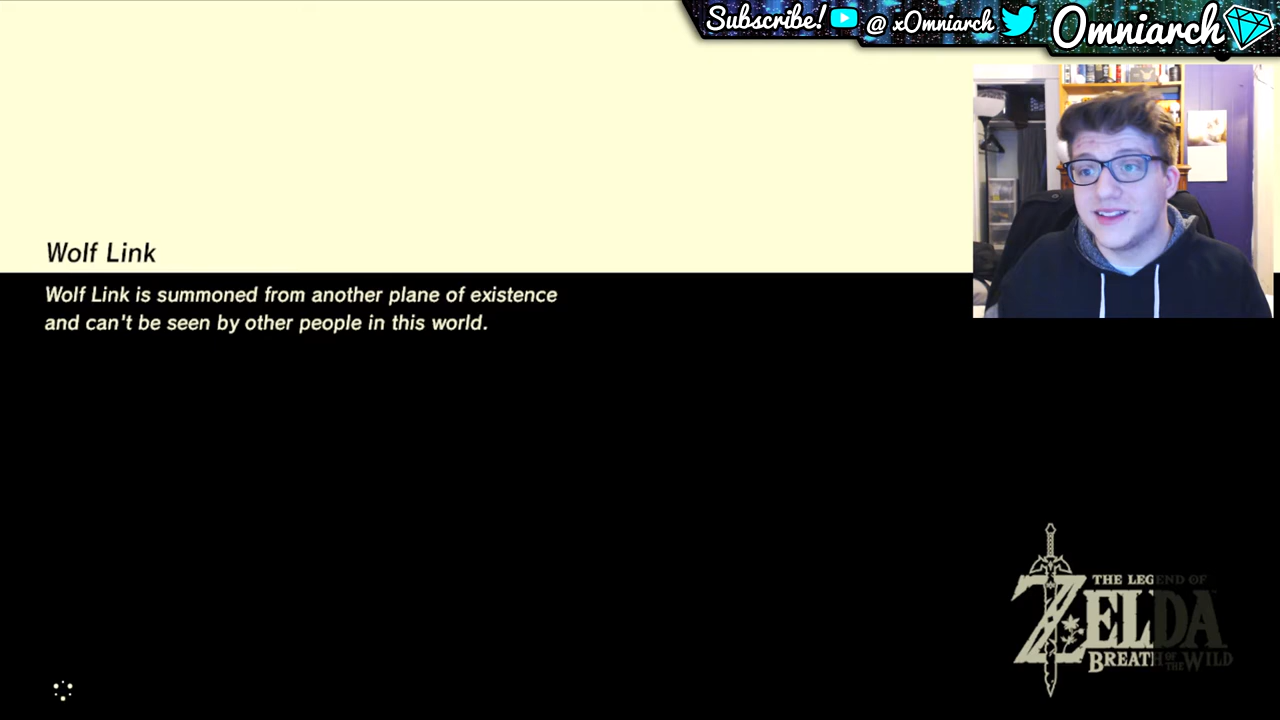 Subscribe!
@ xOmniarch
Omniarch
Wolf Link
Wolf Link is summoned from another plane of existence
and can't be seen by other people in this world.
THE LEGEND OF
ZELDA
BREATH OF THE WILD